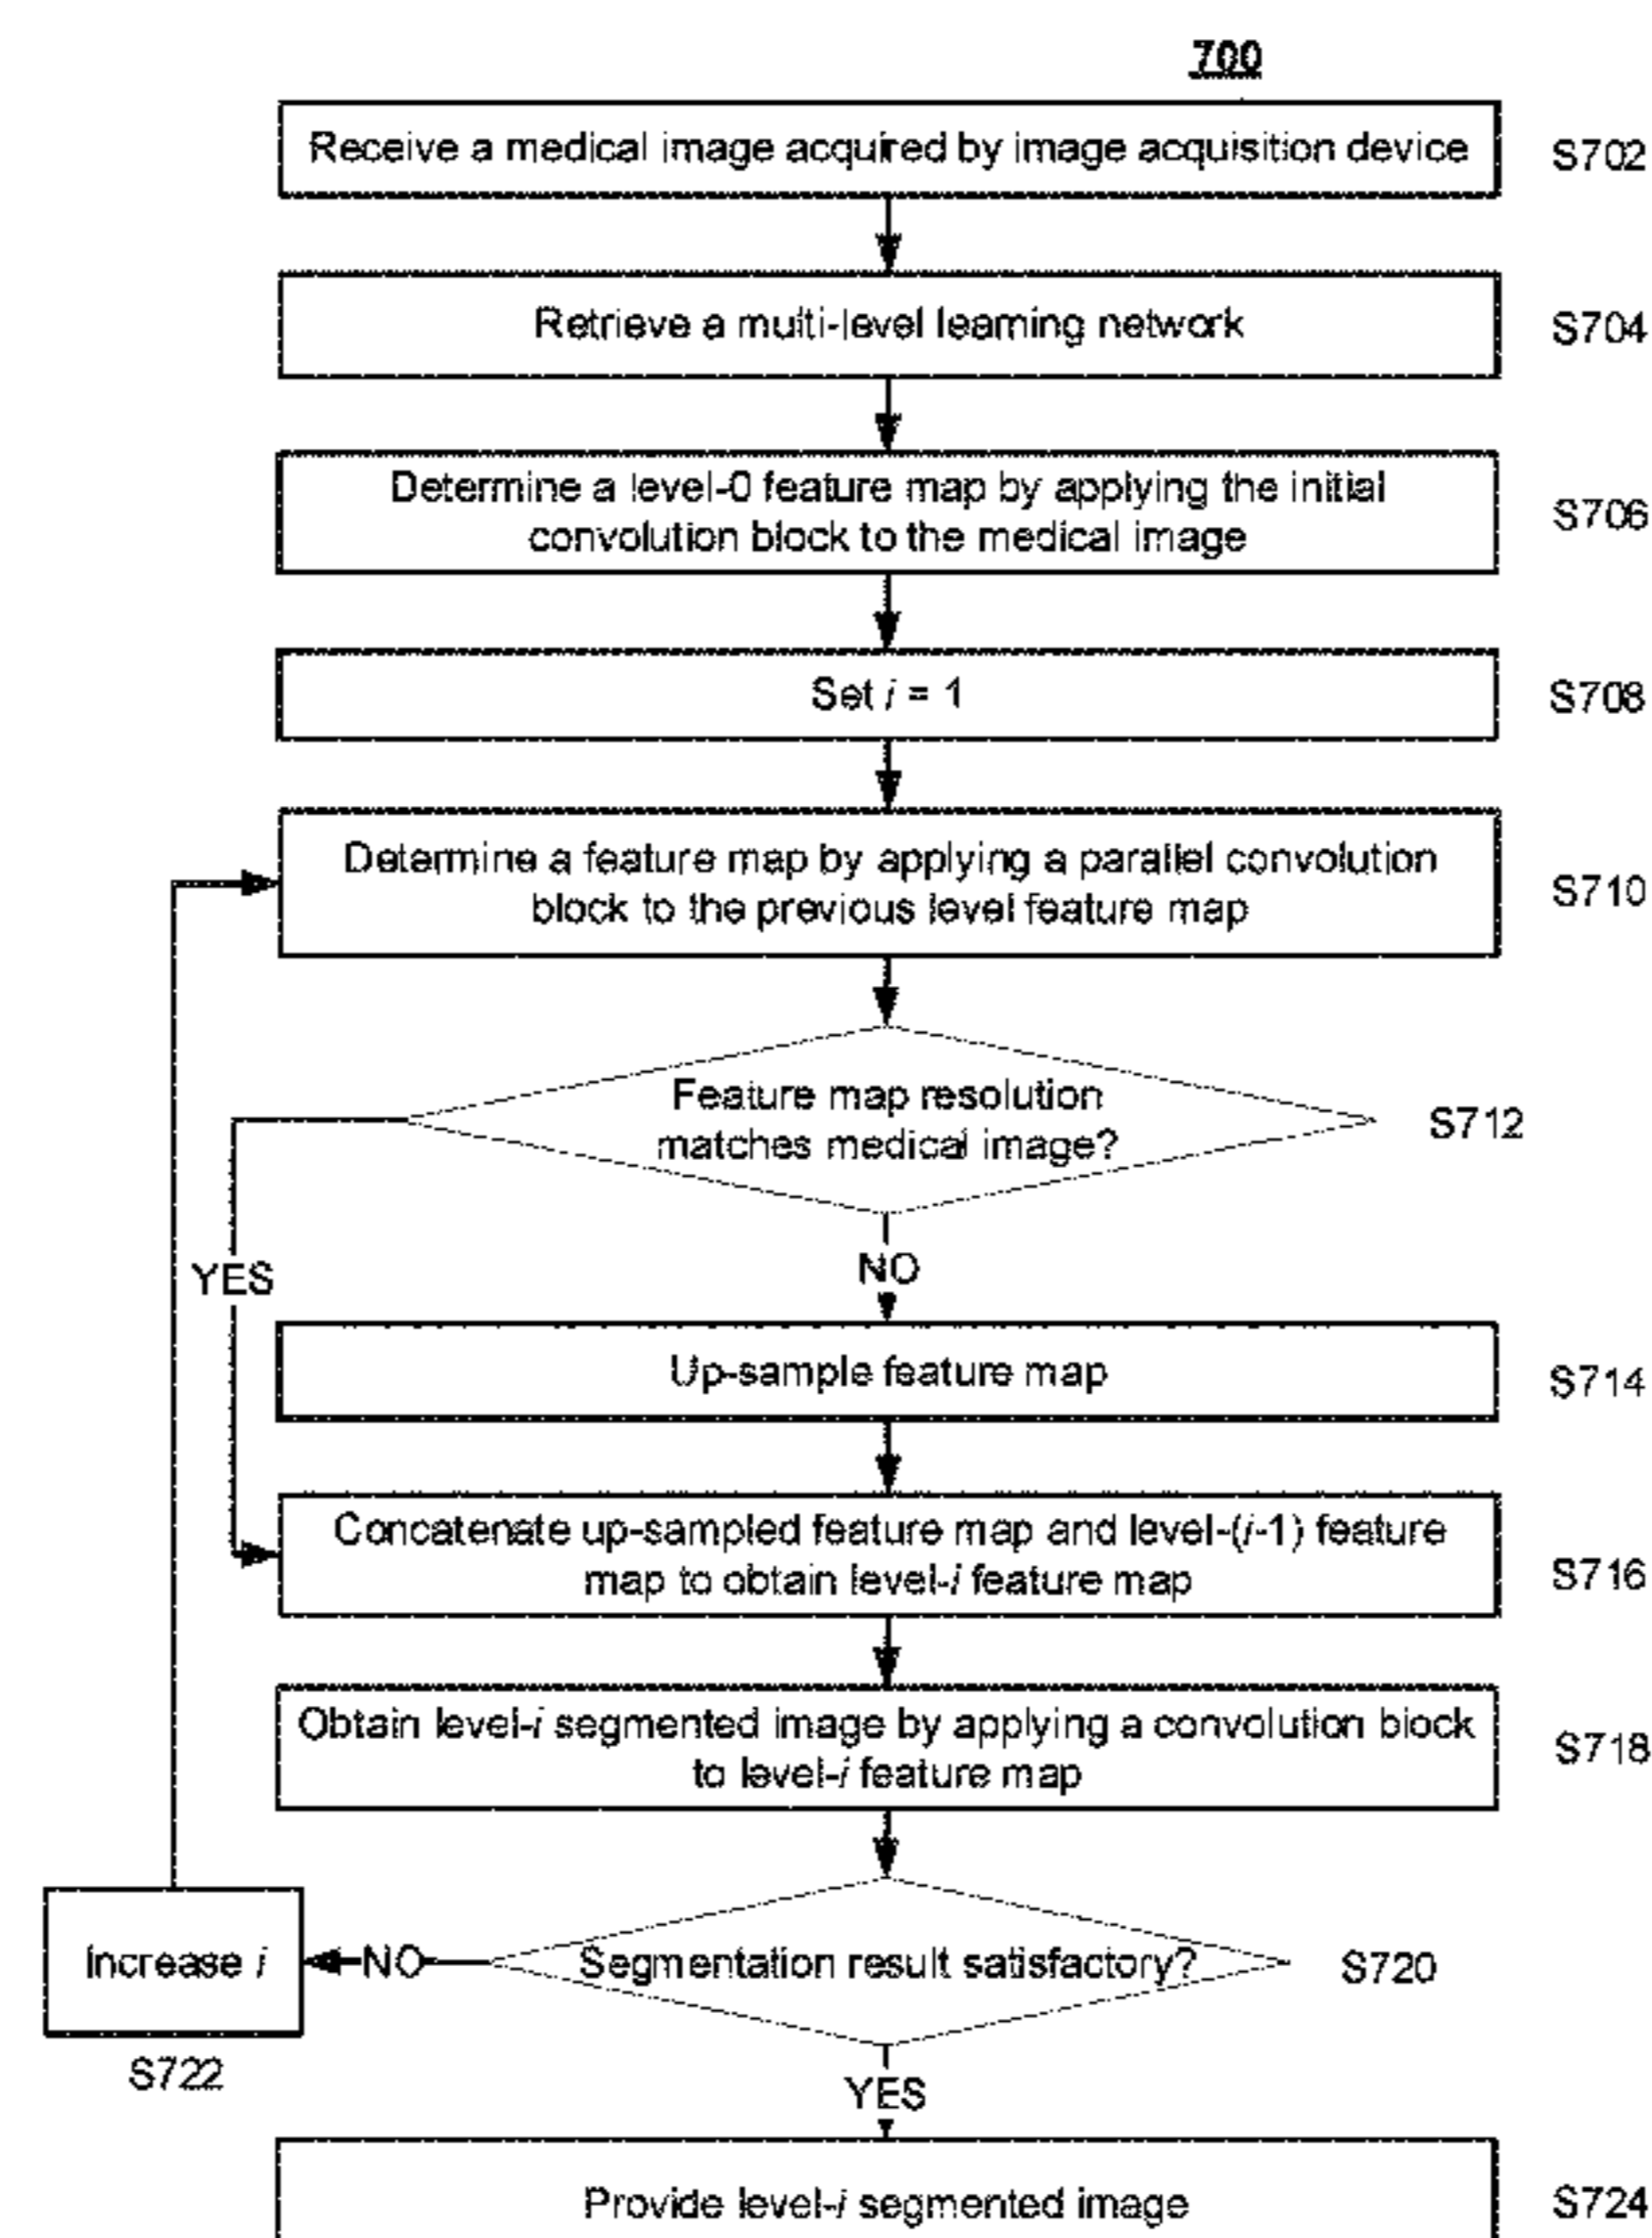 700
Receive a medical image acquired by image acquisition device
S702
Retrieve a multi-level learning network
S704
Determine a level-0 feature map by applying the initial
convolution block to the medical image
S706
Set i = 1
S708
Determine a feature map by applying a parallel convolution
block to the previous level feature map
S710
Feature map resolution
matches medical image?
S712
YES
NO
Up-sample feature map
S714
Concatenate up-sampled feature map and level-(i-1) feature
map to obtain level-i feature map
S716
Obtain level-i segmented image by applying a convolution block
to level-i feature map
S718
Increase i
NO
Segmentation result satisfactory?
S720
S722
YES
Provide level-i segmented image
S724